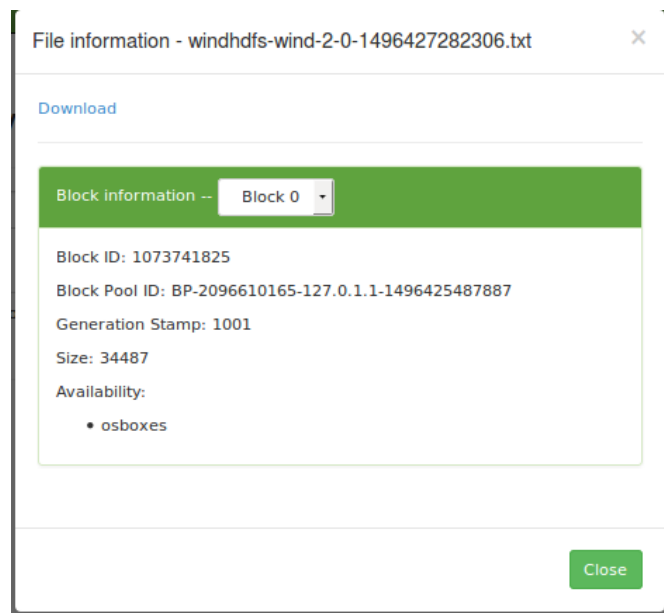 File information - windhdfs-wind-2-0-1496427282306.txt ×
Download
Block information -- Block 0
Block ID: 1073741825
Block Pool ID: BP-2096610165-127.0.1.1-1496425487887
Generation Stamp: 1001
Size: 34487
Availability:
• osboxes
Close